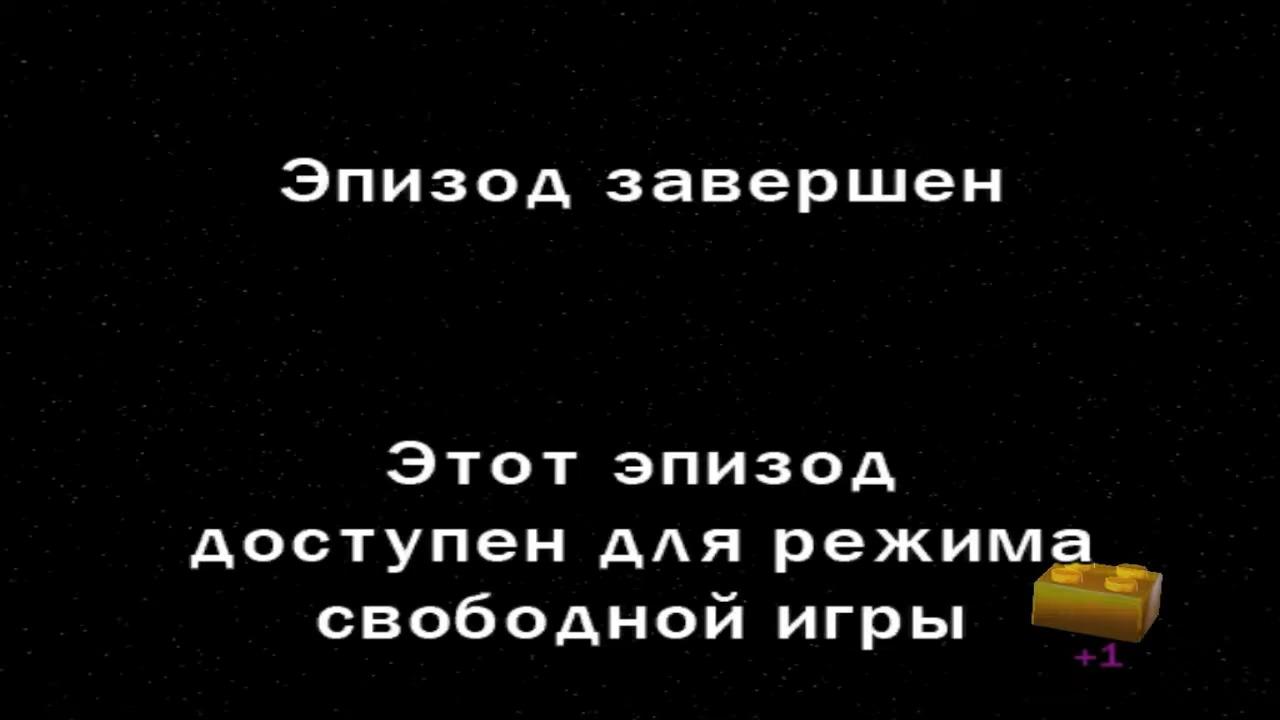 Эпизод завершен
Этот эпизод
доступен для режима
свободной игры
+1